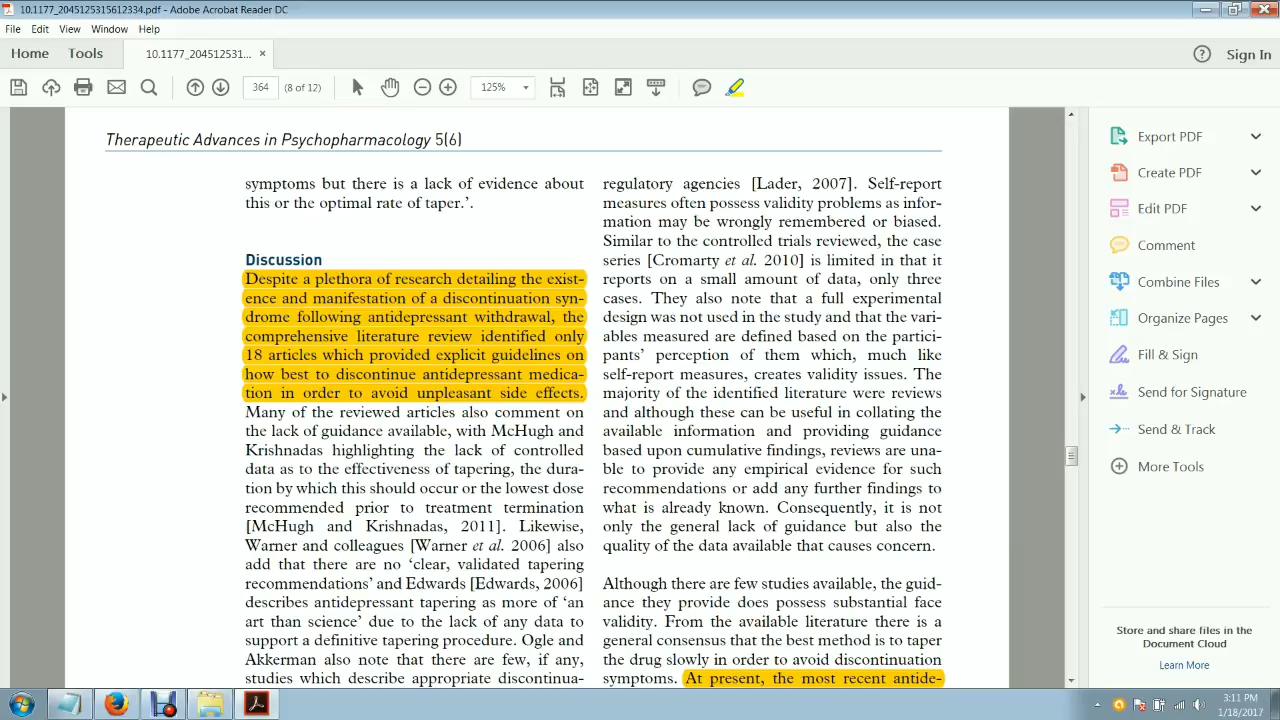 10.1177_2045125315612334.pdf - Adobe Acrobat Reader DC
File Edit View Window Help
Home Tools 10.1177_204512531... × Sign In
364 (8 of 12) 125%
Therapeutic Advances in Psychopharmacology 5(6)
symptoms but there is a lack of evidence about
this or the optimal rate of taper.'.
Discussion
Despite a plethora of research detailing the exist-
ence and manifestation of a discontinuation syn-
drome following antidepressant withdrawal, the
comprehensive literature review identified only
18 articles which provided explicit guidelines on
how best to discontinue antidepressant medica-
tion in order to avoid unpleasant side effects.
Many of the reviewed articles also comment on
the lack of guidance available, with McHugh and
Krishnadas highlighting the lack of controlled
data as to the effectiveness of tapering, the dura-
tion by which this should occur or the lowest dose
recommended prior to treatment termination
[McHugh and Krishnadas, 2011]. Likewise,
Warner and colleagues [Warner et al. 2006] also
add that there are no 'clear, validated tapering
recommendations' and Edwards [Edwards, 2006]
describes antidepressant tapering as more of 'an
art than science' due to the lack of any data to
support a definitive tapering procedure. Ogle and
Akkerman also note that there are few, if any,
studies which describe appropriate discontinua-
regulatory agencies [Lader, 2007]. Self-report
measures often possess validity problems as infor-
mation may be wrongly remembered or biased.
Similar to the controlled trials reviewed, the case
series [Cromarty et al. 2010] is limited in that it
reports on a small amount of data, only three
cases. They also note that a full experimental
design was not used in the study and that the vari-
ables measured are defined based on the partici-
pants' perception of them which, much like
self-report measures, creates validity issues. The
majority of the identified literature were reviews
and although these can be useful in collating the
available information and providing guidance
based upon cumulative findings, reviews are una-
ble to provide any empirical evidence for such
recommendations or add any further findings to
what is already known. Consequently, it is not
only the general lack of guidance but also the
quality of the data available that causes concern.
Although there are few studies available, the guid-
ance they provide does possess substantial face
validity. From the available literature there is a
general consensus that the best method is to taper
the drug slowly in order to avoid discontinuation
symptoms. At present, the most recent antide-
Export PDF
Create PDF
Edit PDF
Comment
Combine Files
Organize Pages
Fill & Sign
Send for Signature
Send & Track
More Tools
Store and share files in the
Document Cloud
Learn More
3:11 PM
1/18/2017